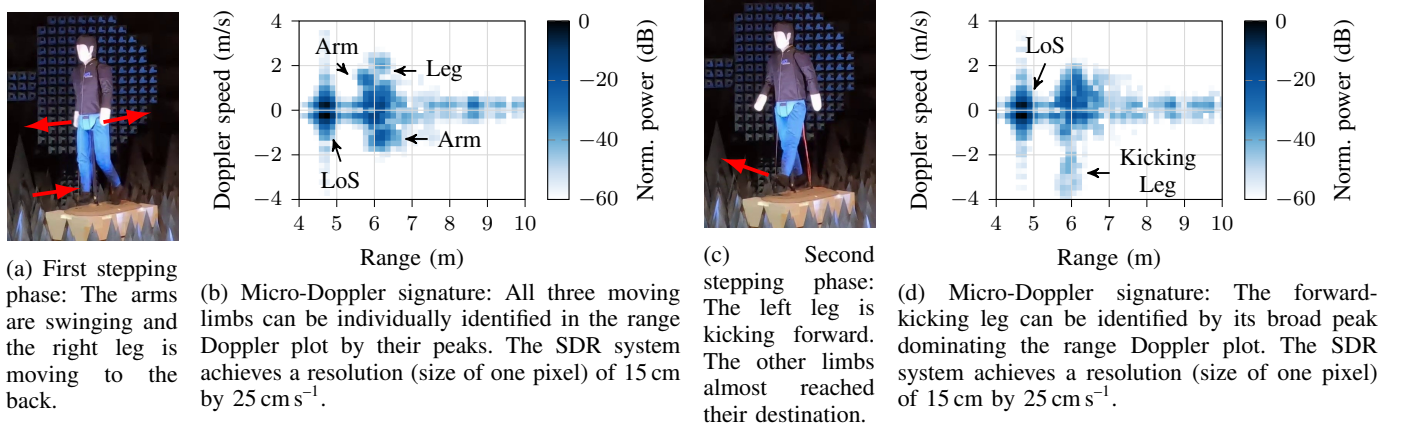 (a) First stepping
phase: The arms
are swinging and
the right leg is
moving to the
back.
4
2
0
−2
−4
Doppler speed (m/s)
4 5 6 7 8 9 10
Range (m)
Arm
Leg
Arm
LoS
0
−20
−40
−60
Norm. power (dB)
(b) Micro-Doppler signature: All three moving
limbs can be individually identified in the range
Doppler plot by their peaks. The SDR system
achieves a resolution (size of one pixel) of 15 cm
by 25 cm s⁻¹.
(c) Second
stepping phase:
The left leg is
kicking forward.
The other limbs
almost reached
their destination.
4
2
0
−2
−4
Doppler speed (m/s)
4 5 6 7 8 9 10
Range (m)
LoS
Kicking
Leg
0
−20
−40
−60
Norm. power (dB)
(d) Micro-Doppler signature: The forward-
kicking leg can be identified by its broad peak
dominating the range Doppler plot. The SDR
system achieves a resolution (size of one pixel)
of 15 cm by 25 cm s⁻¹.